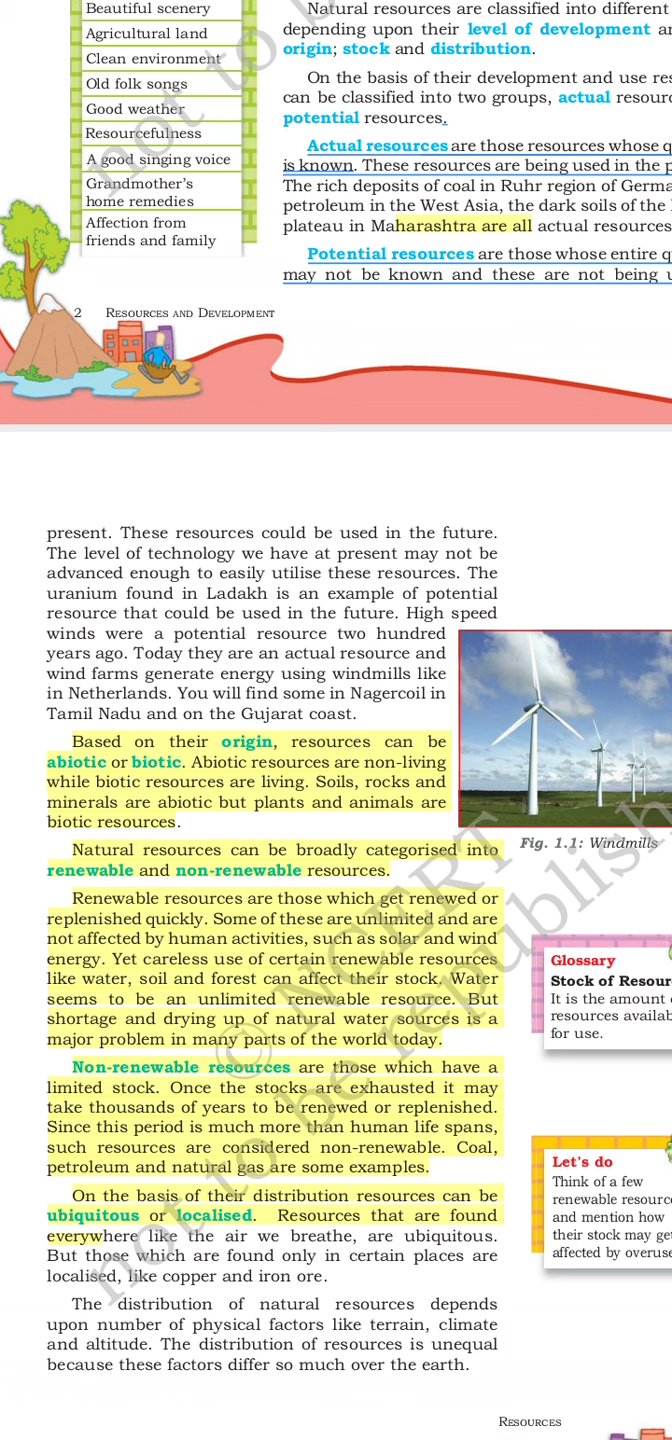 Beautiful scenery
Agricultural land
Clean environment
Old folk songs
Good weather
Resourcefulness
A good singing voice
Grandmother's
home remedies
Affection from
friends and family
Natural resources are classified into different
depending upon their level of development
origin; stock and distribution.
On the basis of their development and use
can be classified into two groups, actual
potential resources.
Actual resources are those resources whose
is known. These resources are being used in the
The rich deposits of coal in Ruhr region of
petroleum in the West Asia, the dark soils of the
plateau in Maharashtra are all actual resources
Potential resources are those whose entire
may not be known and these are not being
2 Resources and Development
present. These resources could be used in the future.
The level of technology we have at present may not be
advanced enough to easily utilise these resources. The
uranium found in Ladakh is an example of potential
resource that could be used in the future. High speed
winds were a potential resource two hundred
years ago. Today they are an actual resource and
wind farms generate energy using windmills like
in Netherlands. You will find some in Nagercoil in
Tamil Nadu and on the Gujarat coast.
Based on their origin, resources can be
abiotic or biotic. Abiotic resources are non-living
while biotic resources are living. Soils, rocks and
minerals are abiotic but plants and animals are
biotic resources.
Natural resources can be broadly categorised into
renewable and non-renewable resources.
Renewable resources are those which get renewed or
replenished quickly. Some of these are unlimited and are
not affected by human activities, such as solar and wind
energy. Yet careless use of certain renewable resources
like water, soil and forest can affect their stock. Water
seems to be an unlimited renewable resource. But
shortage and drying up of natural water sources is a
major problem in many parts of the world today.
Non-renewable resources are those which have a
limited stock. Once the stocks are exhausted it may
take thousands of years to be renewed or replenished.
Since this period is much more than human life spans,
such resources are considered non-renewable. Coal,
petroleum and natural gas are some examples.
On the basis of their distribution resources can be
ubiquitous or localised. Resources that are found
everywhere like the air we breathe, are ubiquitous.
But those which are found only in certain places are
localised, like copper and iron ore.
The distribution of natural resources depends
upon number of physical factors like terrain, climate
and altitude. The distribution of resources is unequal
because these factors differ so much over the earth.
Fig. 1.1: Windmills
Glossary
Stock of
It is the amount
resources
for use.
Let's do
Think of a few
renewable
and mention how
their stock may get
affected by
Resources
not to be
© NCERT
not to be republish